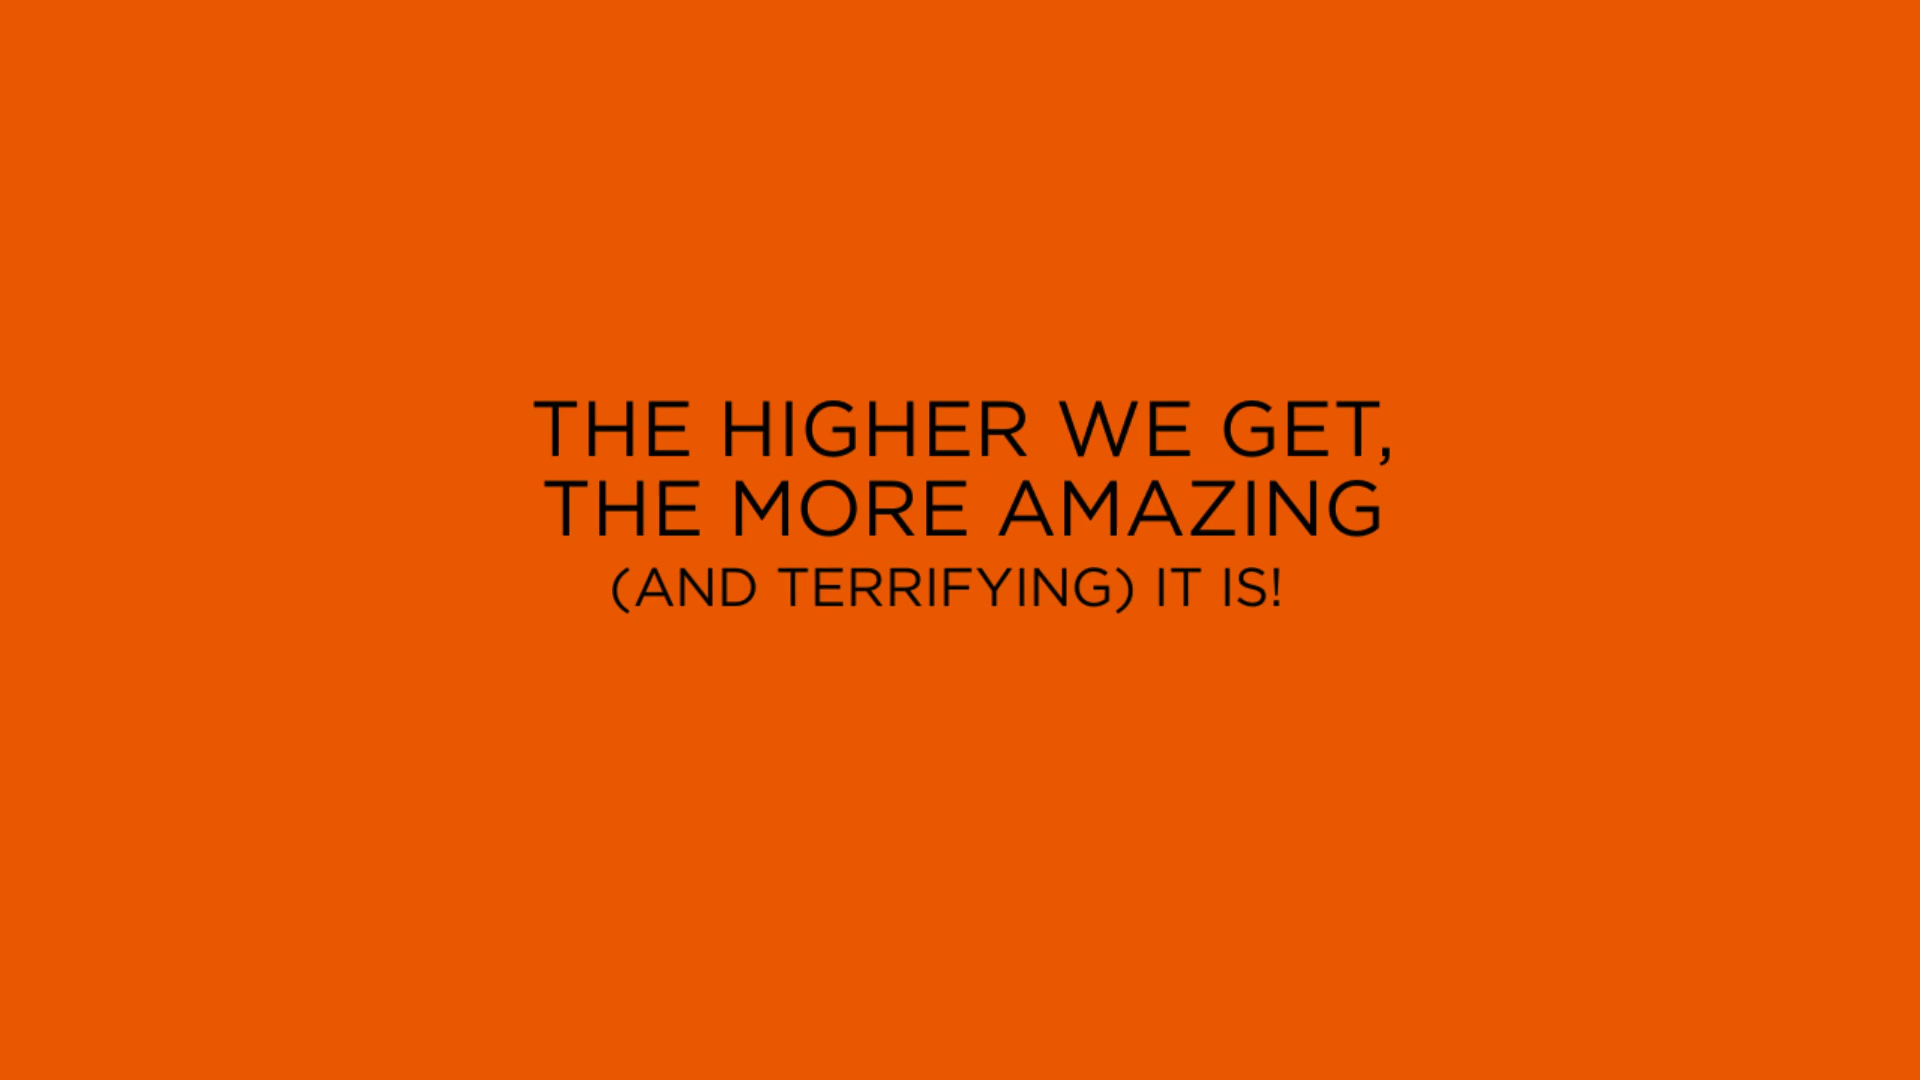 THE HIGHER WE GET,
THE MORE AMAZING
(AND TERRIFYING) IT IS!